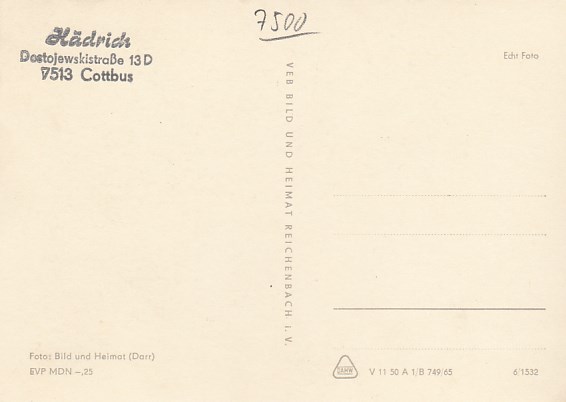 7500
Hädrich
Dostojewskistraße 13 D
7513 Cottbus
Echt Foto
VEB BILD UND HEIMAT REICHENBACH i. V.
Foto: Bild und Heimat (Darr)
EVP MDN –,25
V 11 50 A 1/B 749/65
6/1532